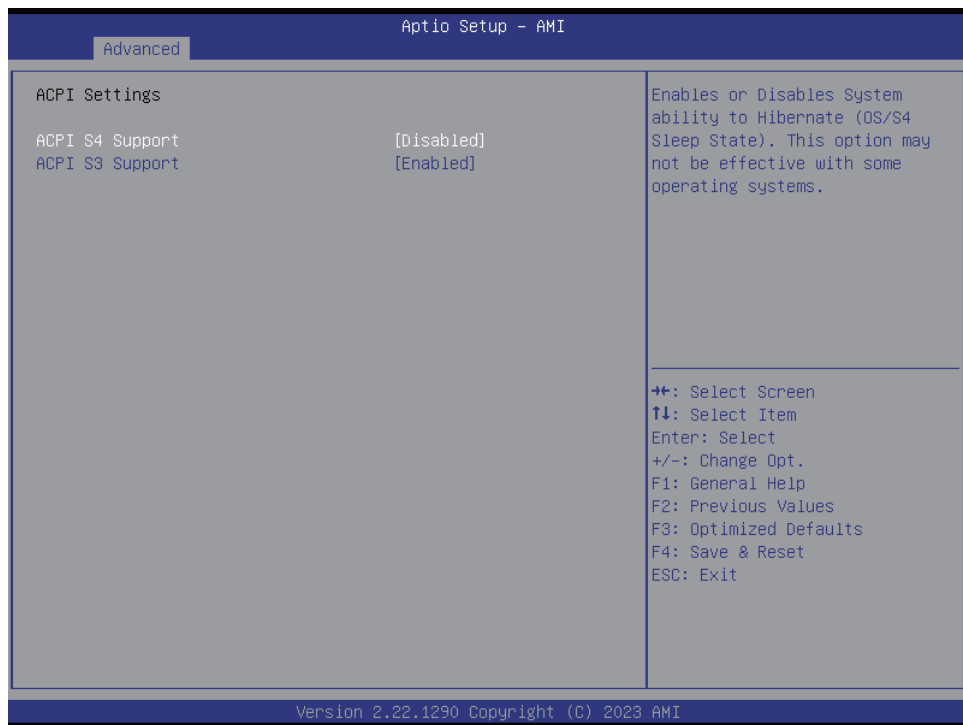 Aptio Setup – AMI
Advanced
ACPI Settings
ACPI S4 Support [Disabled]
ACPI S3 Support [Enabled]
Enables or Disables System
ability to Hibernate (OS/S4
Sleep State). This option may
not be effective with some
operating systems.
→←: Select Screen
↑↓: Select Item
Enter: Select
+/-: Change Opt.
F1: General Help
F2: Previous Values
F3: Optimized Defaults
F4: Save & Reset
ESC: Exit
Version 2.22.1290 Copyright (C) 2023 AMI